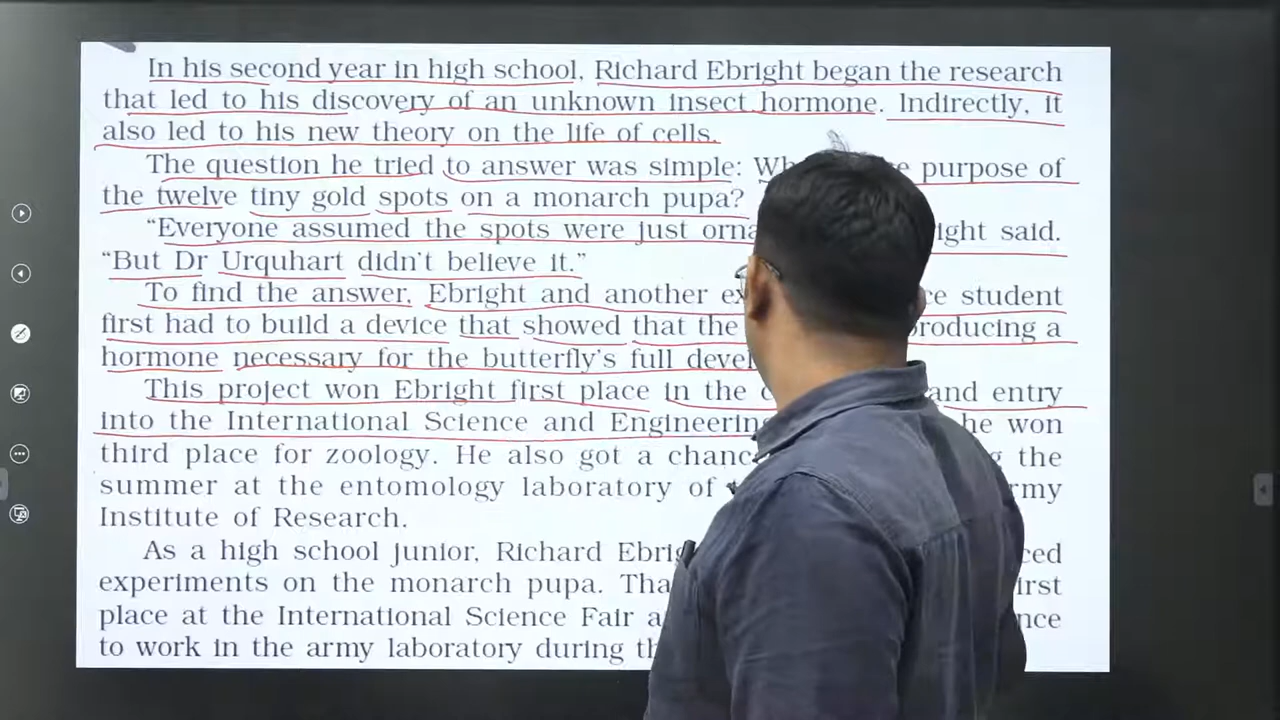 In his second year in high school, Richard Ebright began the research
that led to his discovery of an unknown insect hormone. Indirectly, it
also led to his new theory on the life of cells.
The question he tried to answer was simple: purpose of
the twelve tiny gold spots on a monarch pupa?
“Everyone assumed the spots were just said.
“But Dr Urquhart didn't believe it.”
To find the answer, Ebright and another student
first had to build a device that showed that the producing a
hormone necessary for the butterfly's full
This project won Ebright first place in the and entry
into the International Science and Engineering he won
third place for zoology. He also got a the
summer at the entomology laboratory of
Institute of Research.
As a high school junior, Richard
experiments on the monarch pupa.
place at the International Science Fair
to work in the army laboratory during